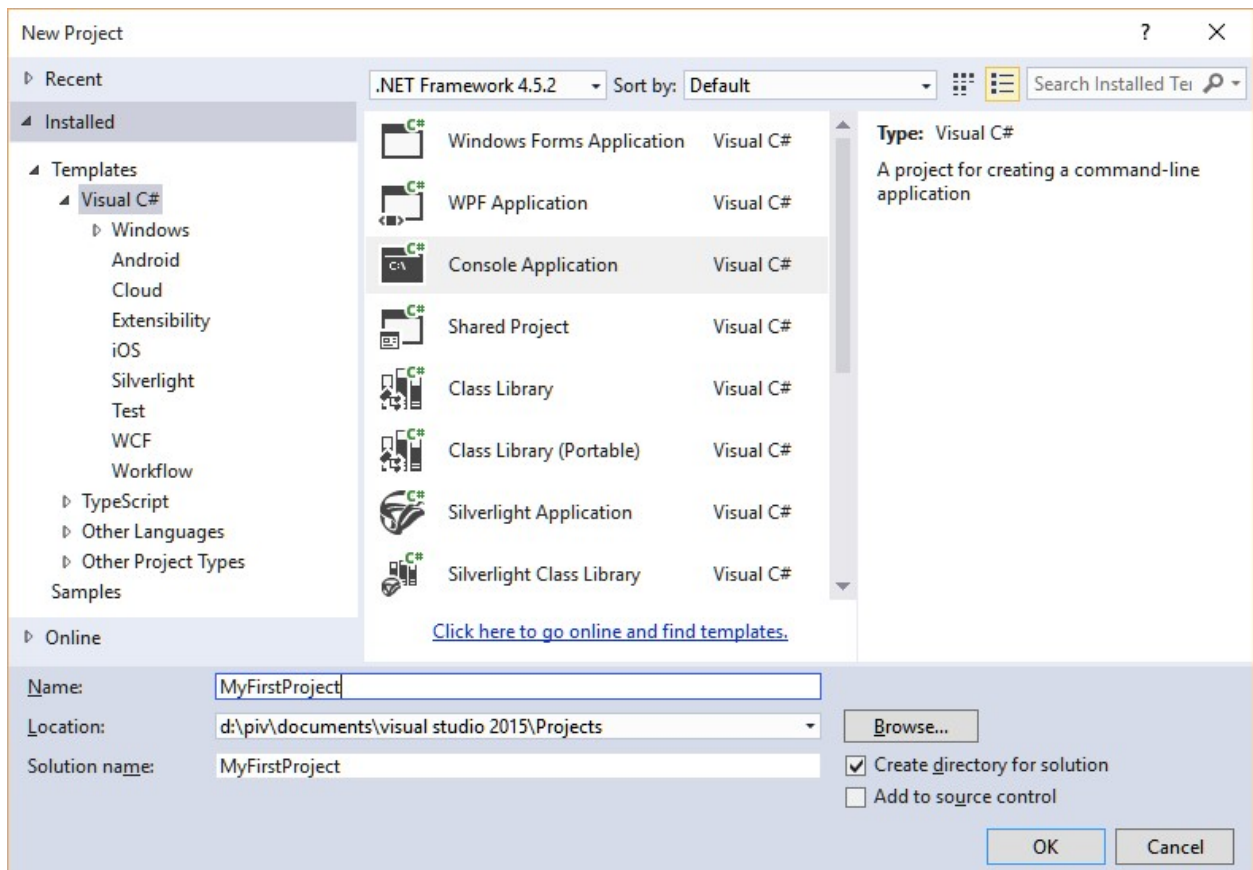 New Project
?
Recent
.NET Framework 4.5.2
Sort by: Default
Search Installed Te
Installed
Templates
Visual C#
Windows
Android
Cloud
Extensibility
iOS
Silverlight
Test
WCF
Workflow
TypeScript
Other Languages
Other Project Types
Samples
Online
Windows Forms Application Visual C#
WPF Application Visual C#
Console Application Visual C#
Shared Project Visual C#
Class Library Visual C#
Class Library (Portable) Visual C#
Silverlight Application Visual C#
Silverlight Class Library Visual C#
Click here to go online and find templates.
Type: Visual C#
A project for creating a command-line
application
Name: MyFirstProject
Location: d:\piv\documents\visual studio 2015\Projects
Browse...
Solution name: MyFirstProject
Create directory for solution
Add to source control
OK
Cancel